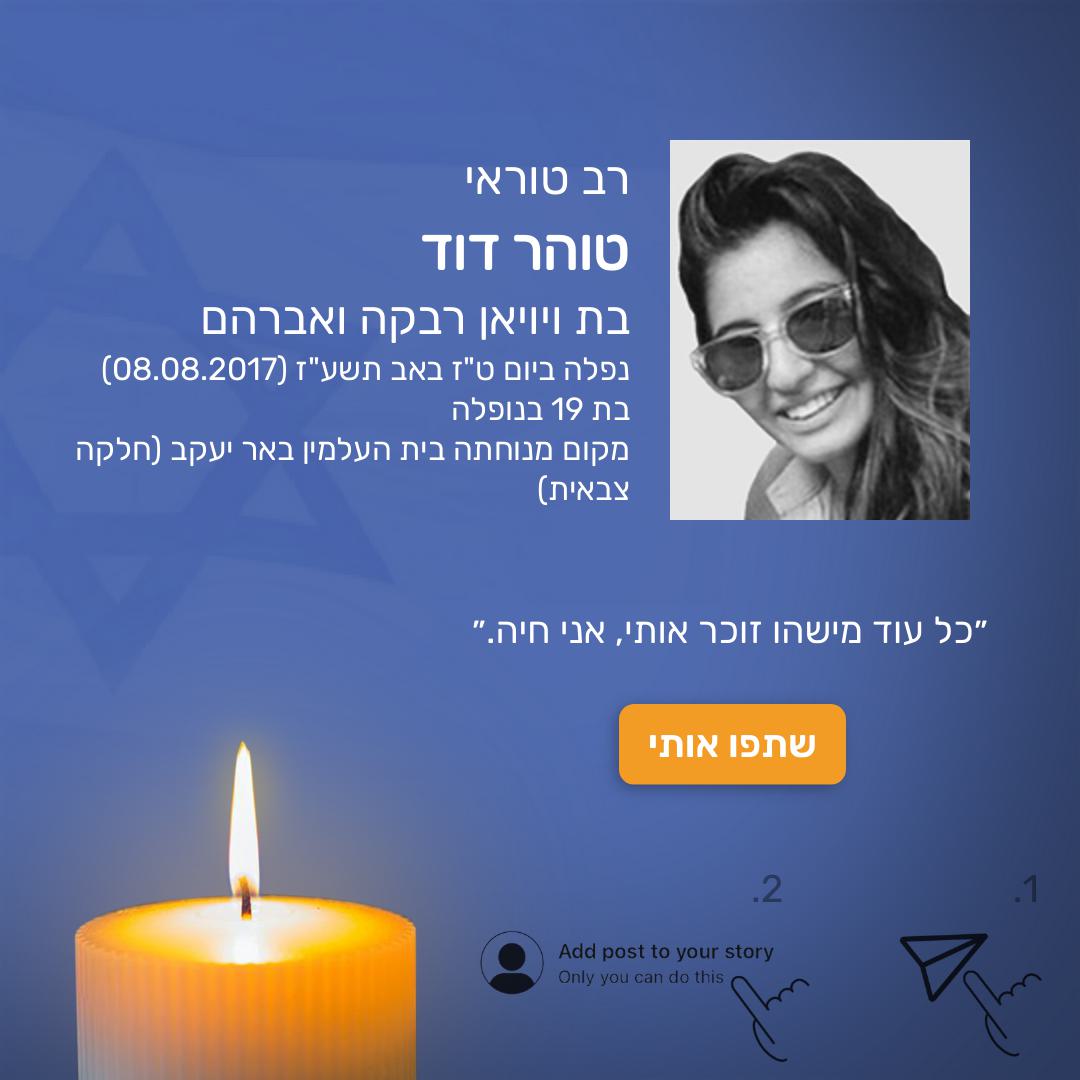 רב טוראי
טוהר דוד
בת ויויאן רבקה ואברהם
נפלה ביום ט"ז באב תשע"ז (08.08.2017)
בת 19 בנופלה
מקום מנוחתה בית העלמין באר יעקב (חלקה
צבאית)
״כל עוד מישהו זוכר אותי, אני חיה.״
שתפו אותי
1.
2.
Add post to your story
Only you can do this